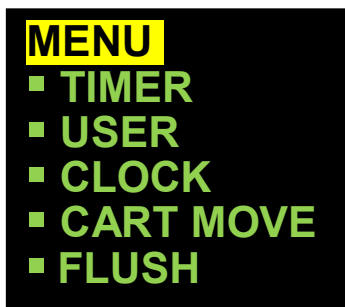 MENU
▪ TIMER
▪ USER
▪ CLOCK
▪ CART MOVE
▪ FLUSH